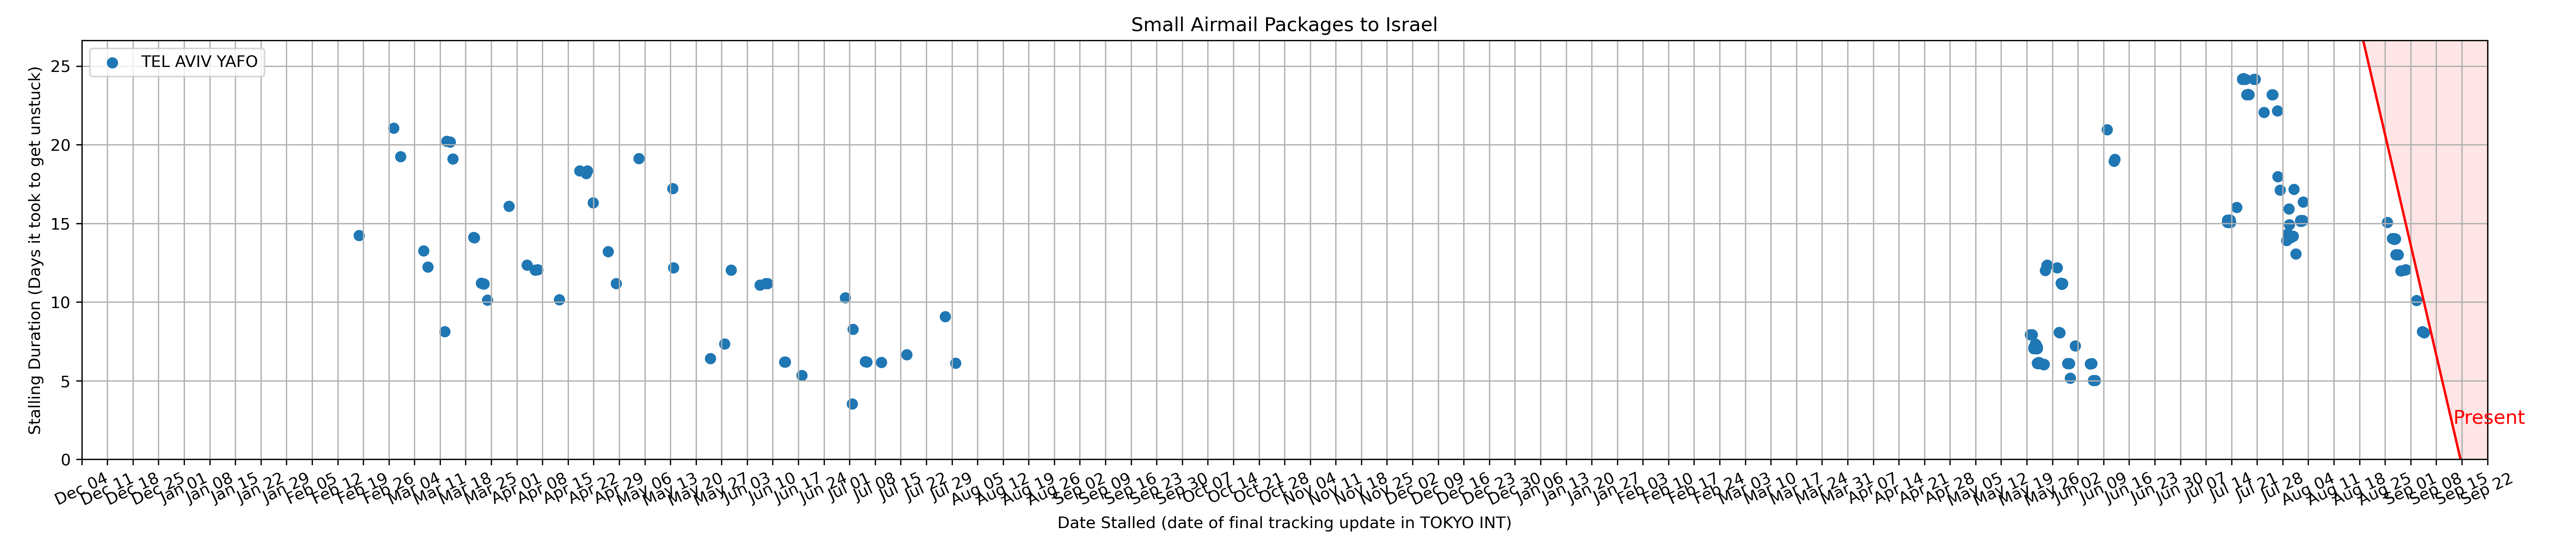 Small Airmail Packages to Israel
TEL AVIV YAFO
Stalling Duration (Days it took to get unstuck)
25
20
15
10
5
0
Present
Dec 04 Dec 11 Dec 18 Dec 25 Jan 01 Jan 08 Jan 15 Jan 22 Jan 29 Feb 05 Feb 12 Feb 19 Feb 26 Mar 04 Mar 11 Mar 18 Mar 25 Apr 01 Apr 08 Apr 15 Apr 22 Apr 29 May 06 May 13 May 20 May 27 Jun 03 Jun 10 Jun 17 Jun 24 Jul 01 Jul 08 Jul 15 Jul 22 Jul 29 Aug 05 Aug 12 Aug 19 Aug 26 Sep 02 Sep 09 Sep 16 Sep 23 Sep 30 Oct 07 Oct 14 Oct 21 Oct 28 Nov 04 Nov 11 Nov 18 Nov 25 Dec 02 Dec 09 Dec 16 Dec 23 Dec 30 Jan 06 Jan 13 Jan 20 Jan 27 Feb 03 Feb 10 Feb 17 Feb 24 Mar 03 Mar 10 Mar 17 Mar 24 Mar 31 Apr 07 Apr 14 Apr 21 Apr 28 May 05 May 12 May 19 May 26 Jun 02 Jun 09 Jun 16 Jun 23 Jun 30 Jul 07 Jul 14 Jul 21 Jul 28 Aug 04 Aug 11 Aug 18 Aug 25 Sep 01 Sep 08 Sep 15 Sep 22
Date Stalled (date of final tracking update in TOKYO INT)